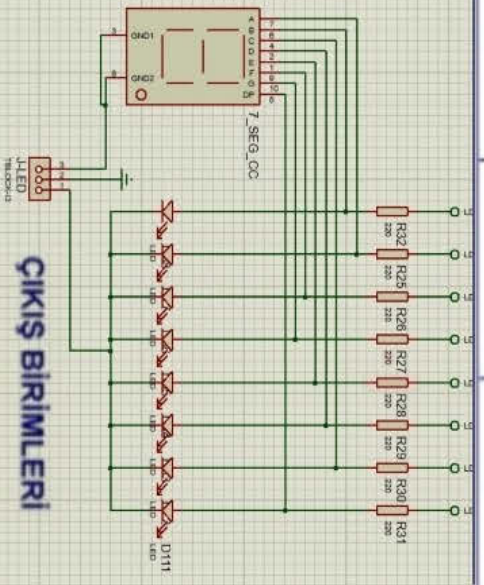 A 7
B 6
C 4
D 2
E 1
F 9
G 10
DP 5
3 GND1
8 GND2
7_SEG_CC
3
2
1
J-LED
TBLOCK-I3
ÇIKIŞ BİRİMLERİ
R32
220
R25
220
R26
220
R27
220
R28
220
R29
220
R30
220
R31
220
LED
LED
LED
LED
LED
LED
LED
D111
LED